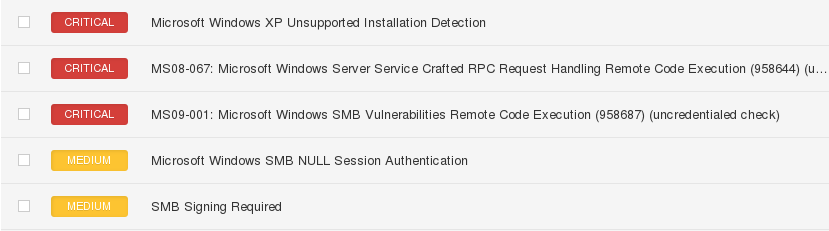 CRITICAL Microsoft Windows XP Unsupported Installation Detection
CRITICAL MS08-067: Microsoft Windows Server Service Crafted RPC Request Handling Remote Code Execution (958644) (u...
CRITICAL MS09-001: Microsoft Windows SMB Vulnerabilities Remote Code Execution (958687) (uncredentialed check)
MEDIUM Microsoft Windows SMB NULL Session Authentication
MEDIUM SMB Signing Required